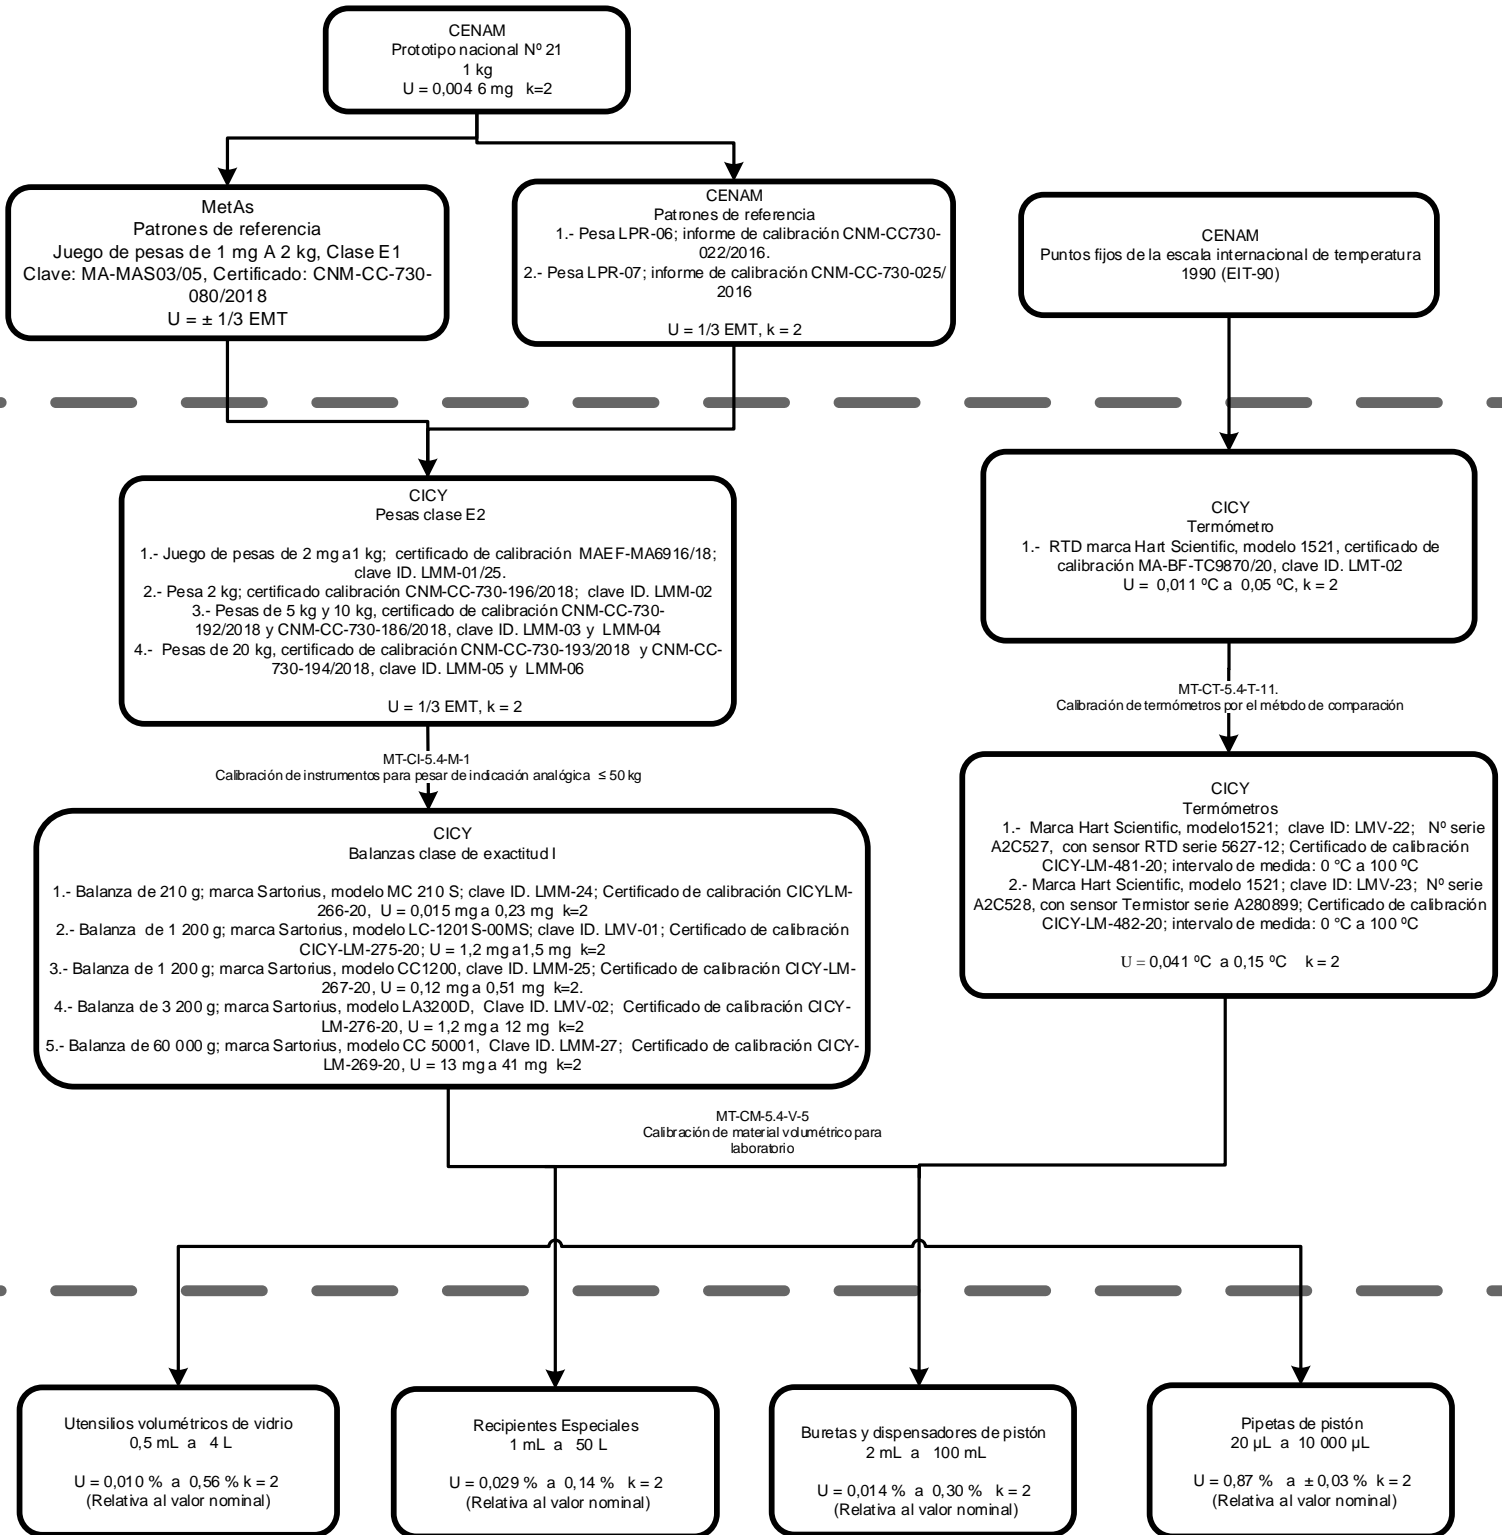 CENAM
Prototipo nacional Nº 21
1 kg
U = 0,004 6 mg k=2
MetAs
Patrones de referencia
Juego de pesas de 1 mg A 2 kg, Clase E1
Clave: MA-MAS03/05, Certificado: CNM-CC-730-
080/2018
U = ± 1/3 EMT
CENAM
Patrones de referencia
1.- Pesa LPR-06; informe de calibración CNM-CC730-
022/2016.
2.- Pesa LPR-07; informe de calibración CNM-CC-730-025/
2016
U = 1/3 EMT, k = 2
CENAM
Puntos fijos de la escala internacional de temperatura
1990 (EIT-90)
CICY
Pesas clase E2
1.- Juego de pesas de 2 mg a1 kg; certificado de calibración MAEF-MA6916/18;
clave ID. LMM-01/25.
2.- Pesa 2 kg; certificado calibración CNM-CC-730-196/2018; clave ID. LMM-02
3.- Pesas de 5 kg y 10 kg, certificado de calibración CNM-CC-730-
192/2018 y CNM-CC-730-186/2018, clave ID. LMM-03 y LMM-04
4.- Pesas de 20 kg, certificado de calibración CNM-CC-730-193/2018 y CNM-CC-
730-194/2018, clave ID. LMM-05 y LMM-06
U = 1/3 EMT, k = 2
CICY
Termómetro
1.- RTD marca Hart Scientific, modelo 1521, certificado de
calibración MA-BF-TC9870/20, clave ID. LMT-02
U = 0,011 ºC a 0,05 ºC, k = 2
MT-CT-5.4-T-11.
Calibración de termómetros por el método de comparación
MT-CI-5.4-M-1
Calibración de instrumentos para pesar de indicación analógica ≤ 50 kg
CICY
Balanzas clase de exactitud I
1.- Balanza de 210 g; marca Sartorius, modelo MC 210 S; clave ID. LMM-24; Certificado de calibración CICYLM-
266-20, U = 0,015 mg a 0,23 mg k=2
2.- Balanza de 1 200 g; marca Sartorius, modelo LC-1201S-00MS; clave ID. LMV-01; Certificado de calibración
CICY-LM-275-20; U = 1,2 mg a1,5 mg k=2
3.- Balanza de 1 200 g; marca Sartorius, modelo CC1200, clave ID. LMM-25; Certificado de calibración CICY-LM-
267-20, U = 0,12 mg a 0,51 mg k=2.
4.- Balanza de 3 200 g; marca Sartorius, modelo LA3200D, Clave ID. LMV-02; Certificado de calibración CICY-
LM-276-20, U = 1,2 mg a 12 mg k=2
5.- Balanza de 60 000 g; marca Sartorius, modelo CC 50001, Clave ID. LMM-27; Certificado de calibración CICY-
LM-269-20, U = 13 mg a 41 mg k=2
CICY
Termómetros
1.- Marca Hart Scientific, modelo1521; clave ID: LMV-22; Nº serie
A2C527, con sensor RTD serie 5627-12; Certificado de calibración
CICY-LM-481-20; intervalo de medida: 0 °C a 100 ºC
2.- Marca Hart Scientific, modelo 1521; clave ID: LMV-23; Nº serie
A2C528, con sensor Termistor serie A280899; Certificado de calibración
CICY-LM-482-20; intervalo de medida: 0 °C a 100 ºC
U = 0,041 ºC a 0,15 ºC k = 2
MT-CM-5.4-V-5
Calibración de material volumétrico para
laboratorio
Utensilios volumétricos de vidrio
0,5 mL a 4 L
U = 0,010 % a 0,56 % k = 2
(Relativa al valor nominal)
Recipientes Especiales
1 mL a 50 L
U = 0,029 % a 0,14 % k = 2
(Relativa al valor nominal)
Buretas y dispensadores de pistón
2 mL a 100 mL
U = 0,014 % a 0,30 % k = 2
(Relativa al valor nominal)
Pipetas de pistón
20 µL a 10 000 µL
U = 0,87 % a ± 0,03 % k = 2
(Relativa al valor nominal)